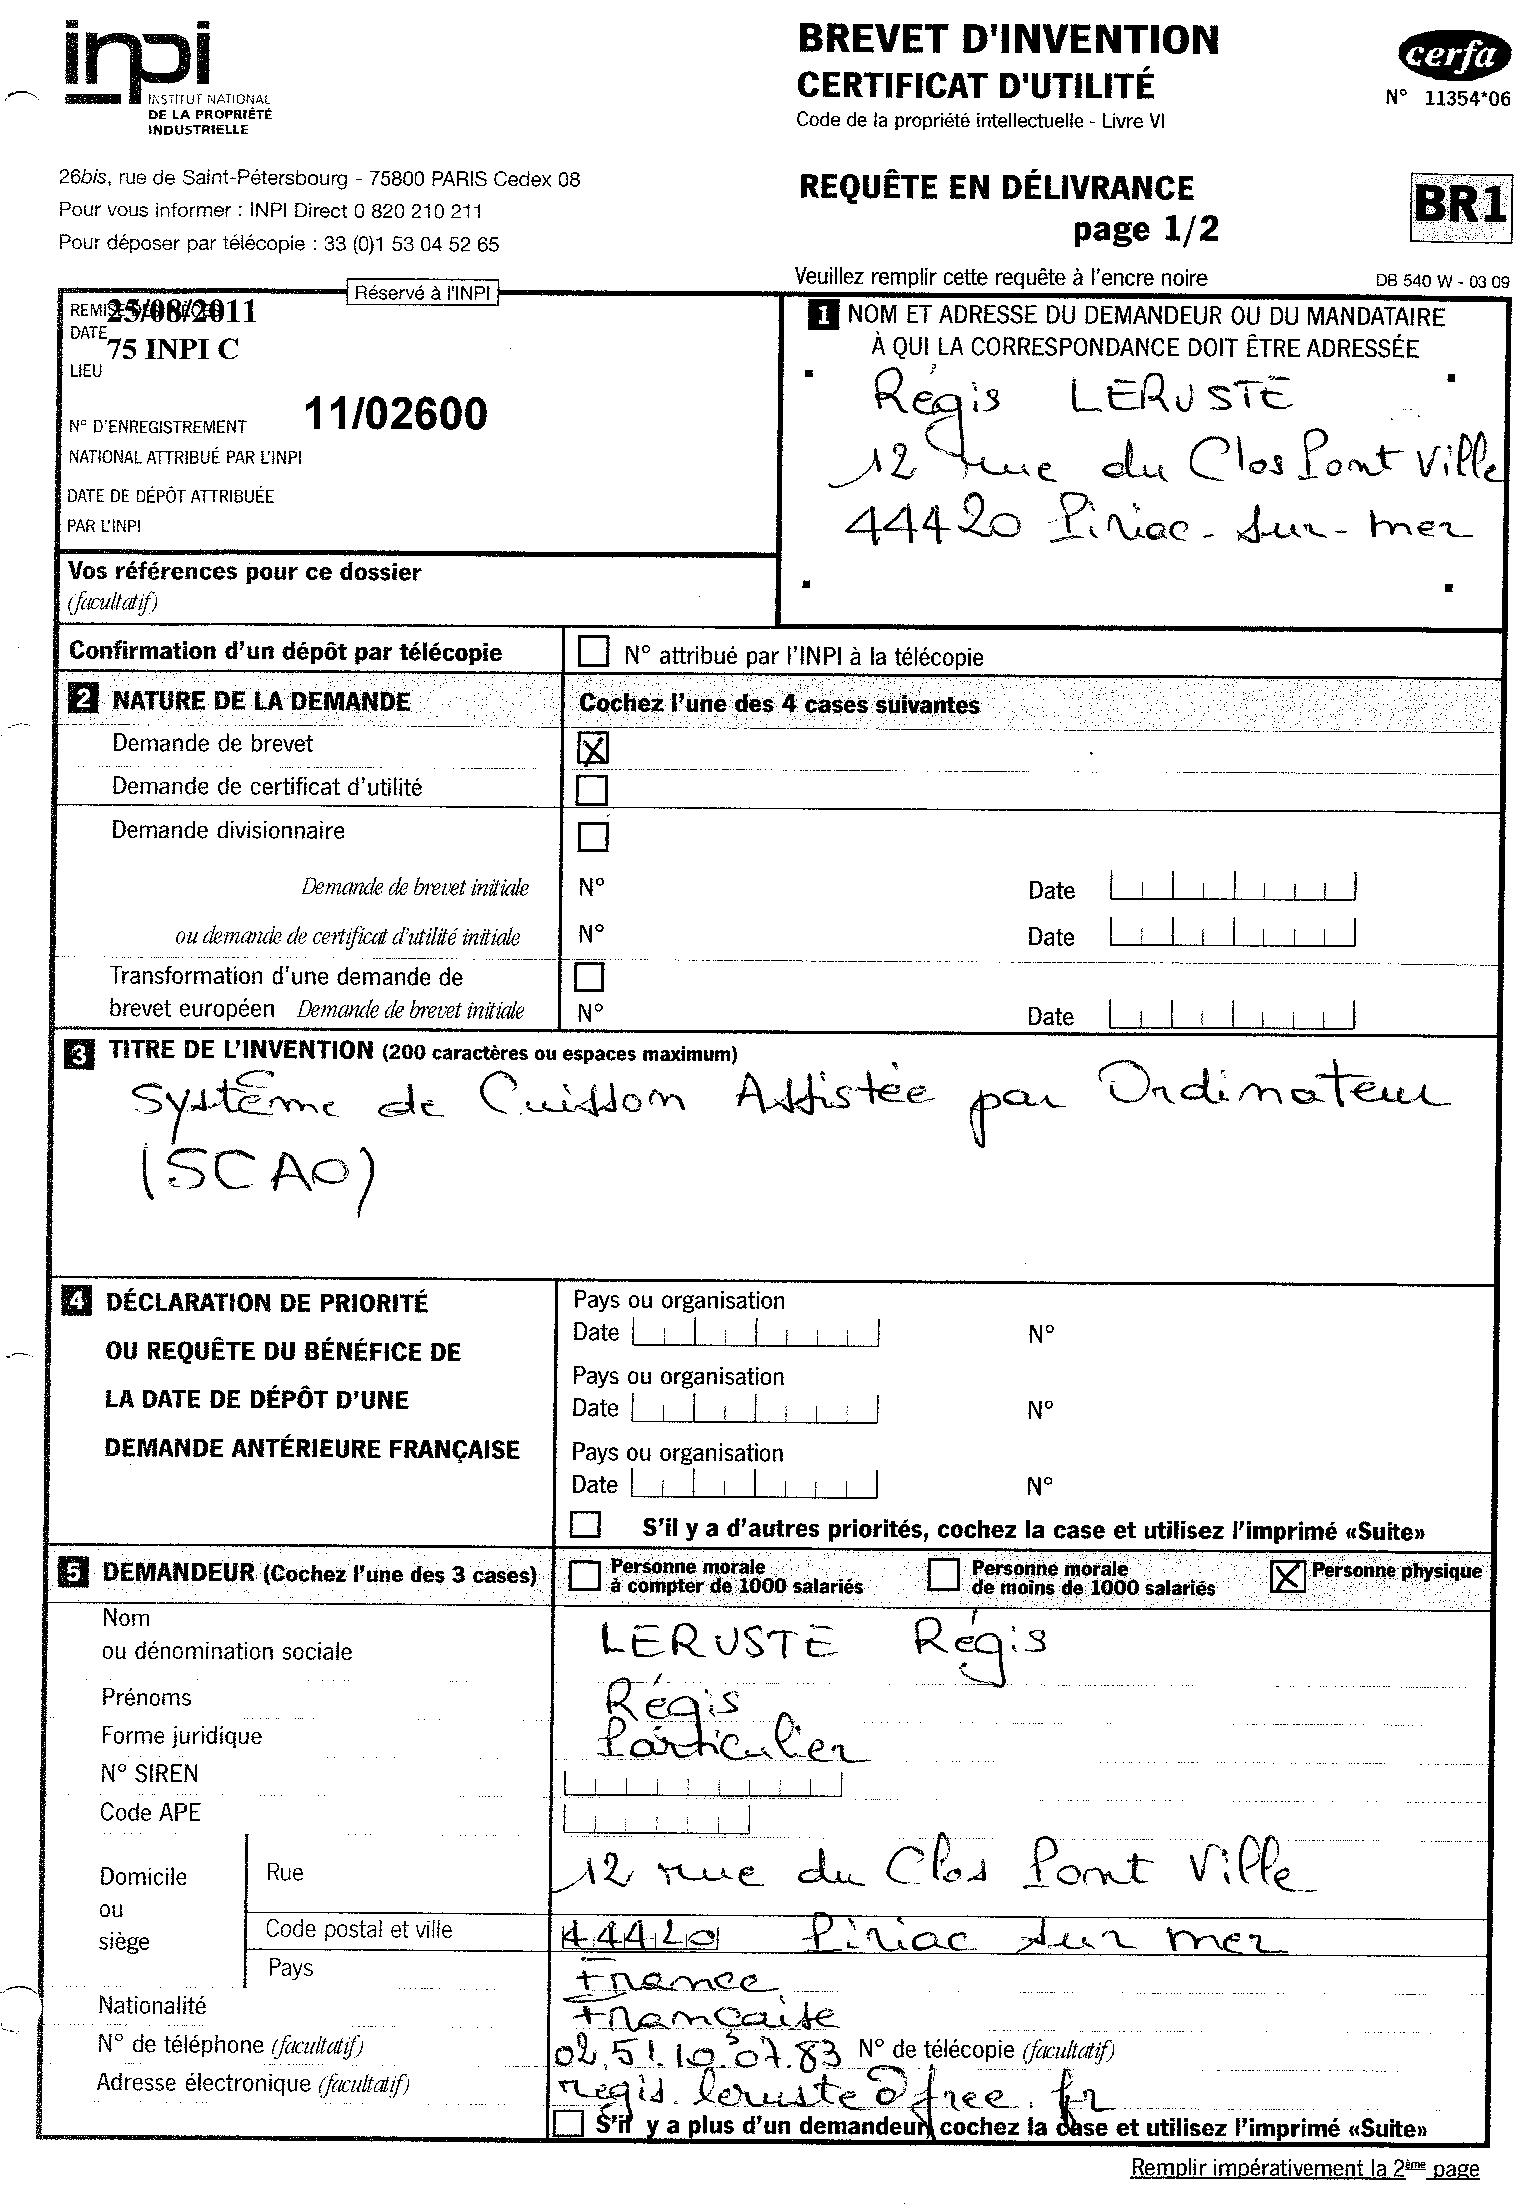 inpi
INSTITUT NATIONAL
DE LA PROPRIÉTÉ
INDUSTRIELLE
BREVET D'INVENTION
CERTIFICAT D'UTILITÉ
Code de la propriété intellectuelle - Livre VI
cerfa
N° 11354*06
26bis, rue de Saint-Pétersbourg - 75800 PARIS Cedex 08
Pour vous informer : INPI Direct 0 820 210 211
Pour déposer par télécopie : 33 (0)1 53 04 52 65
REQUÊTE EN DÉLIVRANCE
page 1/2
BR1
Veuillez remplir cette requête à l'encre noire
DB 540 W - 03 09
Réservé à l'INPI
25/08/2011
DATE
75 INPI C
LIEU
N° D'ENREGISTREMENT 11/02600
NATIONAL ATTRIBUÉ PAR L'INPI
DATE DE DÉPÔT ATTRIBUÉE
PAR L'INPI
1 NOM ET ADRESSE DU DEMANDEUR OU DU MANDATAIRE
À QUI LA CORRESPONDANCE DOIT ÊTRE ADRESSÉE
Régis LERUSTE
12 rue du Clos Pont Ville
44420 Piriac-sur-mer
Vos références pour ce dossier
(facultatif)
Confirmation d'un dépôt par télécopie N° attribué par l'INPI à la télécopie
2 NATURE DE LA DEMANDE Cochez l'une des 4 cases suivantes
Demande de brevet X
Demande de certificat d'utilité
Demande divisionnaire
Demande de brevet initiale N° Date
ou demande de certificat d'utilité initiale N° Date
Transformation d'une demande de
brevet européen Demande de brevet initiale N° Date
3 TITRE DE L'INVENTION (200 caractères ou espaces maximum)
Système de Cuisson Assistée par Ordinateur
(SCAO)
4 DÉCLARATION DE PRIORITÉ
OU REQUÊTE DU BÉNÉFICE DE
LA DATE DE DÉPÔT D'UNE
DEMANDE ANTÉRIEURE FRANÇAISE
Pays ou organisation
Date N°
Pays ou organisation
Date N°
Pays ou organisation
Date N°
S'il y a d'autres priorités, cochez la case et utilisez l'imprimé «Suite»
5 DEMANDEUR (Cochez l'une des 3 cases)
Personne morale
à compter de 1000 salariés
Personne morale
de moins de 1000 salariés
X Personne physique
Nom
ou dénomination sociale LERUSTE Régis
Prénoms Régis
Forme juridique Particulier
N° SIREN
Code APE
Domicile
ou
siège
Rue 12 rue du Clos Pont Ville
Code postal et ville 44420 Piriac sur mer
Pays France
Nationalité Française
N° de téléphone (facultatif) 02.51.10.07.83 N° de télécopie (facultatif)
Adresse électronique (facultatif) regis.leruste@free.fr
S'il y a plus d'un demandeur, cochez la case et utilisez l'imprimé «Suite»
Remplir impérativement la 2ème page